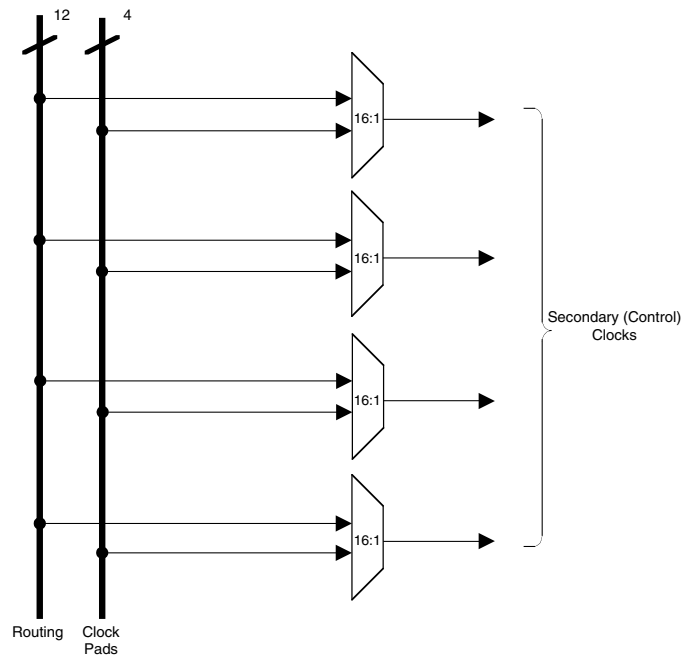 12
4
16:1
16:1
Secondary (Control)
Clocks
16:1
16:1
Routing
Clock
Pads